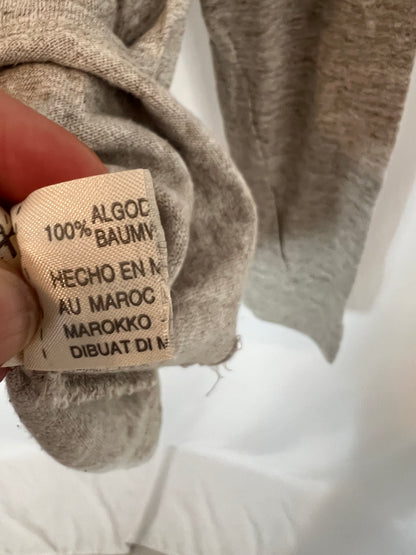 100% ALGOD
BAUMW
HECHO EN M
AU MAROC
MAROKKO
DIBUAT DI M